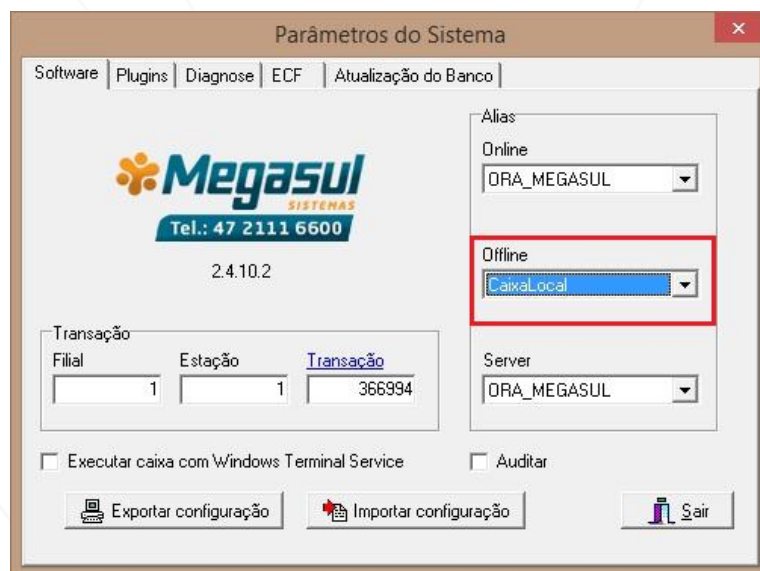 Parâmetros do Sistema
Software Plugins Diagnose ECF Atualização do Banco
Megasul
SISTEMAS
Tel.: 47 2111 6600
2.4.10.2
Alias
Online
ORA_MEGASUL
Offline
CaixaLocal
Server
ORA_MEGASUL
Transação
Filial Estação Transação
1 1 366994
Executar caixa com Windows Terminal Service
Auditar
Exportar configuração Importar configuração Sair